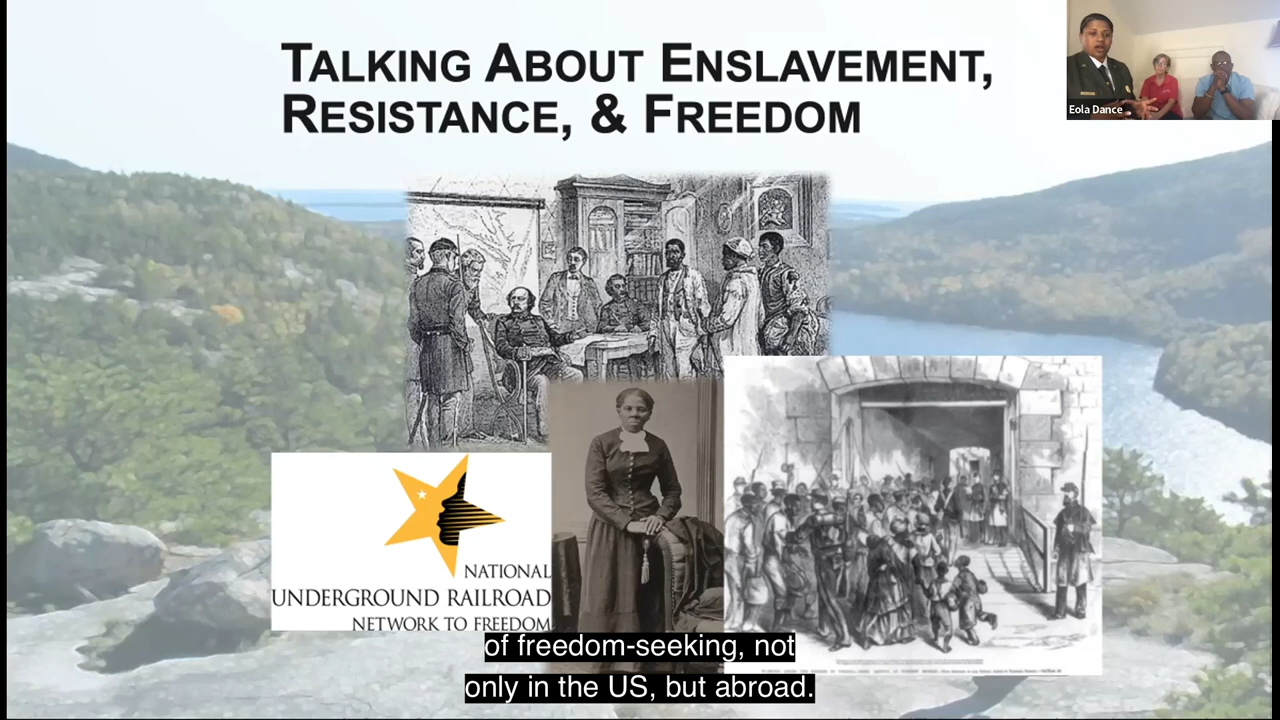 TALKING ABOUT ENSLAVEMENT,
RESISTANCE, & FREEDOM
Eola Dance
NATIONAL
UNDERGROUND RAILROAD
NETWORK TO FREEDOM
of freedom-seeking, not
only in the US, but abroad.